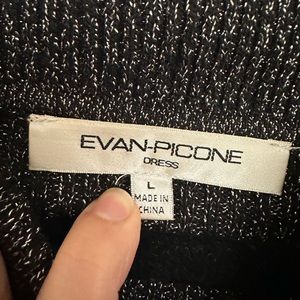 EVAN-PICONE
DRESS
L
MADE IN
CHINA